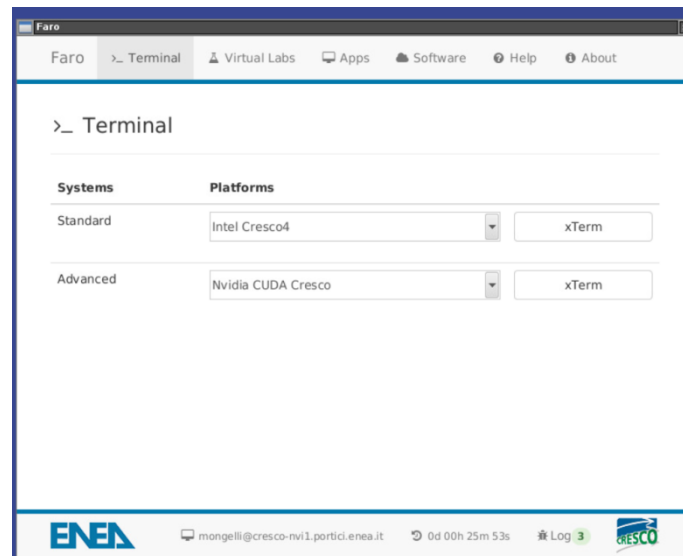 Faro
Faro >_ Terminal Virtual Labs Apps Software Help About
>_ Terminal
Systems Platforms
Standard Intel Cresco4 xTerm
Advanced Nvidia CUDA Cresco xTerm
ENEA mongelli@cresco-nvi1.portici.enea.it 0d 00h 25m 53s Log 3 CRESCO